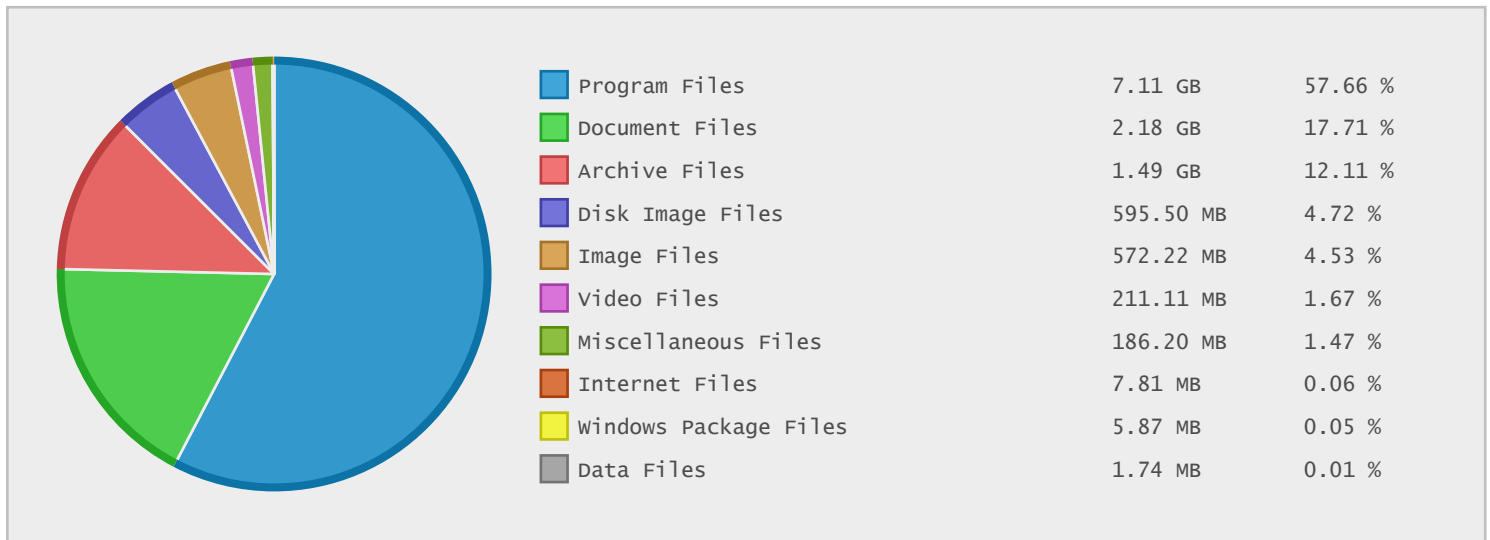 Program Files 7.11 GB 57.66 %
Document Files 2.18 GB 17.71 %
Archive Files 1.49 GB 12.11 %
Disk Image Files 595.50 MB 4.72 %
Image Files 572.22 MB 4.53 %
Video Files 211.11 MB 1.67 %
Miscellaneous Files 186.20 MB 1.47 %
Internet Files 7.81 MB 0.06 %
Windows Package Files 5.87 MB 0.05 %
Data Files 1.74 MB 0.01 %